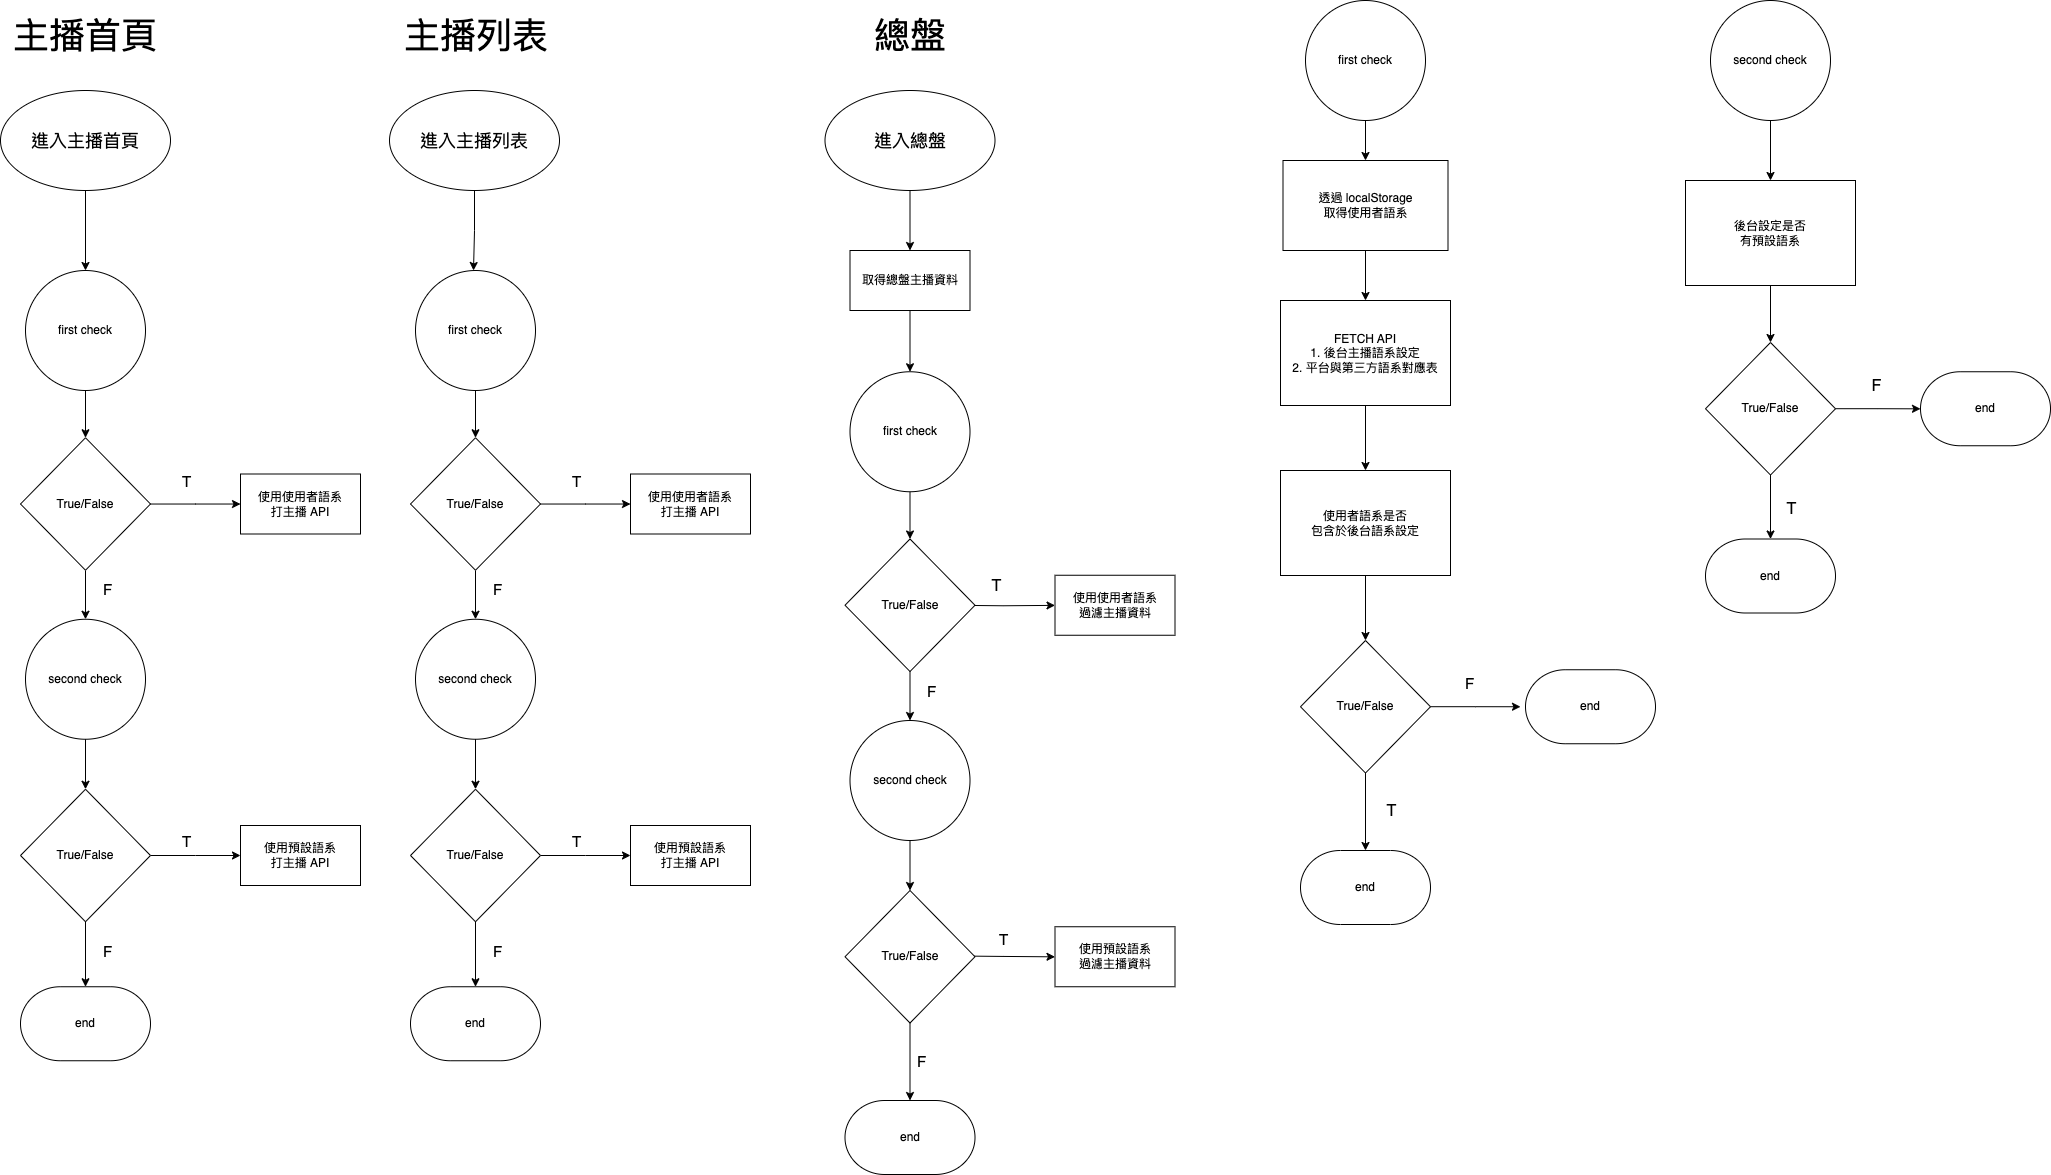 主播首頁
進入主播首頁
first check
True/False
T
使用使用者語系
打主播 API
F
second check
True/False
T
使用預設語系
打主播 API
F
end
主播列表
進入主播列表
first check
True/False
T
使用使用者語系
打主播 API
F
second check
True/False
T
使用預設語系
打主播 API
F
end
總盤
進入總盤
取得總盤主播資料
first check
True/False
T
使用使用者語系
過濾主播資料
F
second check
True/False
T
使用預設語系
過濾主播資料
F
end
first check
透過 localStorage
取得使用者語系
FETCH API
1. 後台主播語系設定
2. 平台與第三方語系對應表
使用者語系是否
包含於後台語系設定
True/False
F
end
T
end
second check
後台設定是否
有預設語系
True/False
F
end
T
end